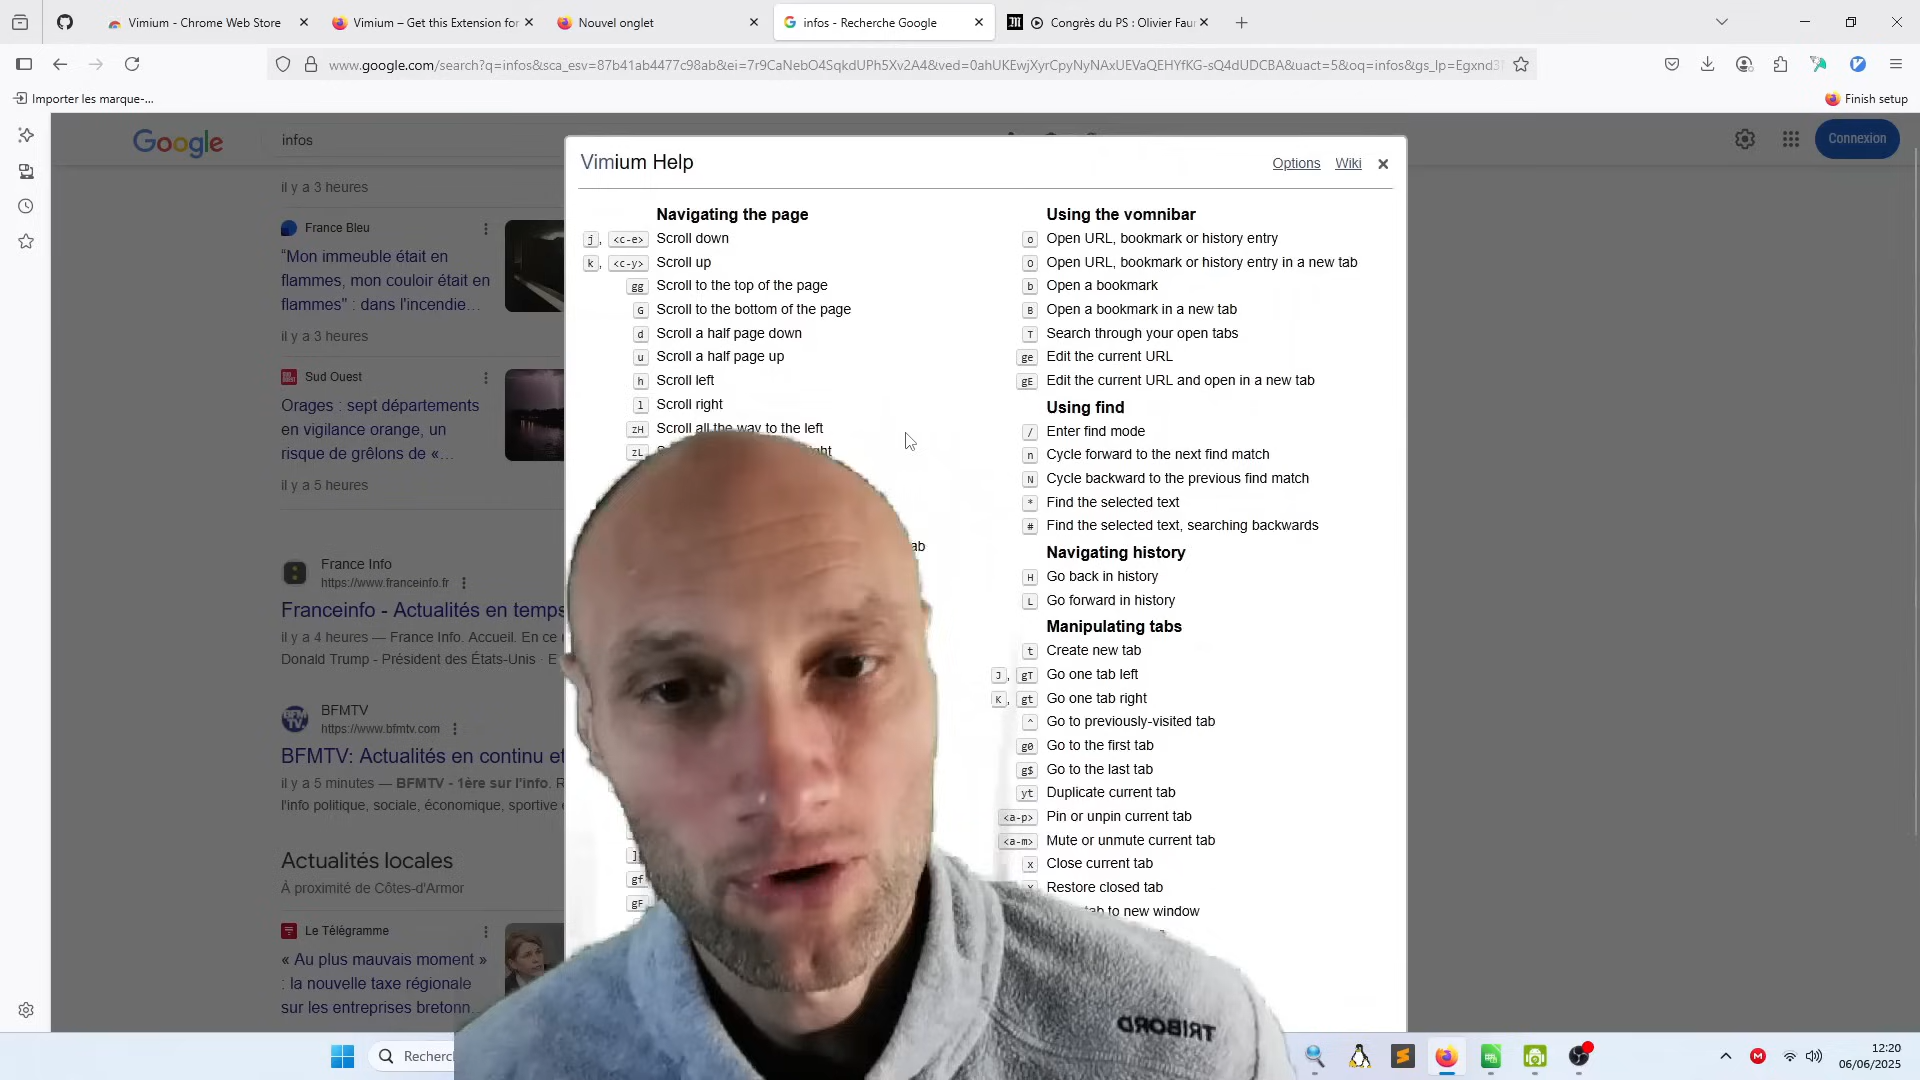 Vimium - Chrome Web Store
Vimium – Get this Extension for
Nouvel onglet
infos - Recherche Google
Congrès du PS : Olivier Faur
www.google.com/search?q=infos&sca_esv=87b41ab4477c98ab&ei=7r9CaNebO4SqkdUPh5Xv2A4&ved=0ahUKEwjXyrCpyNyNAxUEVaQEHYfKG-sQ4dUDCBA&uact=5&oq=infos&gs_lp=Egxnd3
Importer les marque-...
Finish setup
Google
infos
Connexion
il y a 3 heures
France Bleu
"Mon immeuble était en
flammes, mon couloir était en
flammes" : dans l'incendie…
il y a 3 heures
Sud Ouest
Orages : sept départements
en vigilance orange, un
risque de grêlons de «…
il y a 5 heures
France Info
https://www.franceinfo.fr
Franceinfo - Actualités en temps
il y a 4 heures — France Info. Accueil. En ce
Donald Trump - Président des États-Unis · E
BFMTV
https://www.bfmtv.com
BFMTV: Actualités en continu et
il y a 5 minutes — BFMTV - 1ère sur l'info. R
l'info politique, sociale, économique, sportive
Actualités locales
À proximité de Côtes-d'Armor
Le Télégramme
« Au plus mauvais moment »
: la nouvelle taxe régionale
sur les entreprises bretonn…
Vimium Help
Options
Wiki
Navigating the page
j, <c-e> Scroll down
k, <c-y> Scroll up
gg Scroll to the top of the page
G Scroll to the bottom of the page
d Scroll a half page down
u Scroll a half page up
h Scroll left
l Scroll right
zH Scroll all the way to the left
zL
ab
gf
gF
Using the vomnibar
o Open URL, bookmark or history entry
O Open URL, bookmark or history entry in a new tab
b Open a bookmark
B Open a bookmark in a new tab
T Search through your open tabs
ge Edit the current URL
gE Edit the current URL and open in a new tab
Using find
/ Enter find mode
n Cycle forward to the next find match
N Cycle backward to the previous find match
* Find the selected text
# Find the selected text, searching backwards
Navigating history
H Go back in history
L Go forward in history
Manipulating tabs
t Create new tab
J, gT Go one tab left
K, gt Go one tab right
^ Go to previously-visited tab
g0 Go to the first tab
g$ Go to the last tab
yt Duplicate current tab
<a-p> Pin or unpin current tab
<a-m> Mute or unmute current tab
x Close current tab
Restore closed tab
tab to new window
TRIBORD
Recherc
12:20
06/06/2025